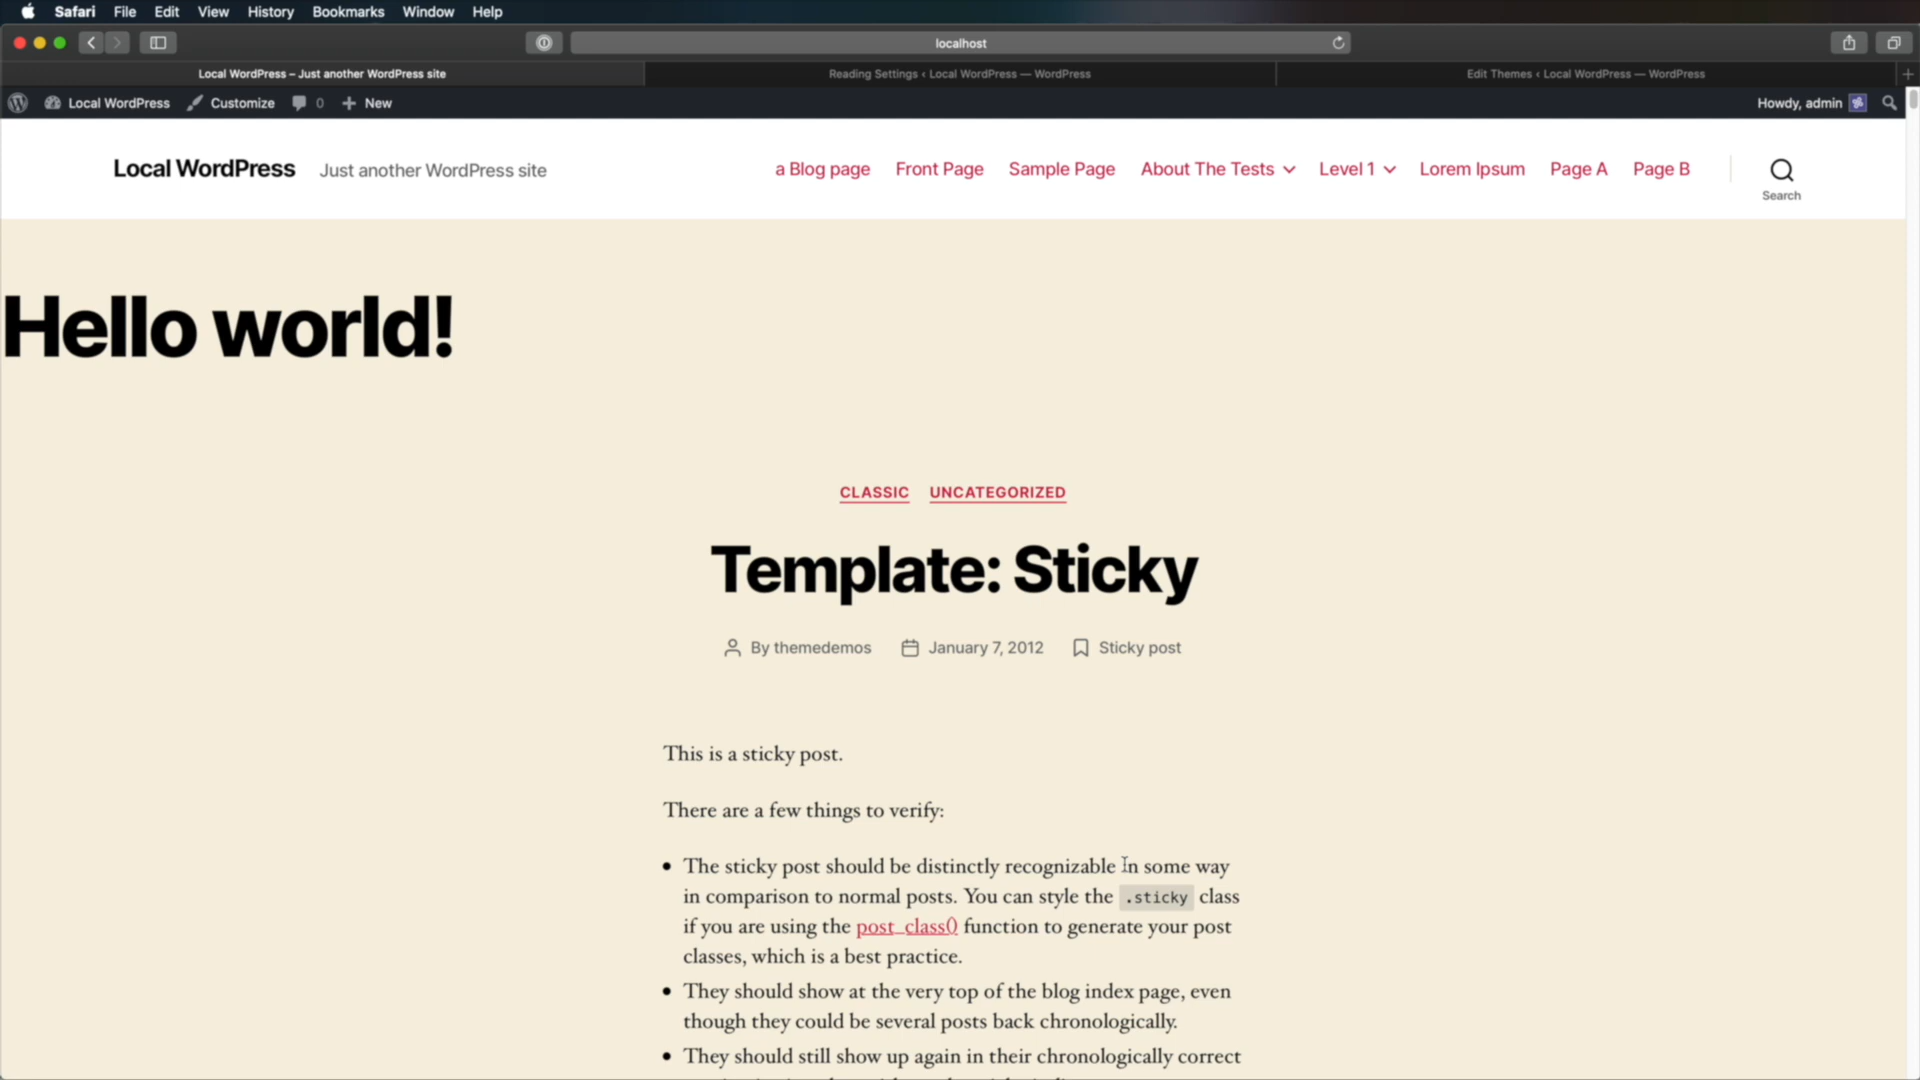 Safari File Edit View History Bookmarks Window Help
localhost
Local WordPress – Just another WordPress site
Reading Settings ‹ Local WordPress — WordPress
Edit Themes ‹ Local WordPress — WordPress
Local WordPress Customize 0 New
Howdy, admin
Local WordPress Just another WordPress site
a Blog page Front Page Sample Page About The Tests Level 1 Lorem Ipsum Page A Page B
Search
Hello world!
CLASSIC UNCATEGORIZED
Template: Sticky
By themedemos January 7, 2012 Sticky post
This is a sticky post.
There are a few things to verify:
• The sticky post should be distinctly recognizable in some way
in comparison to normal posts. You can style the .sticky class
if you are using the post_class() function to generate your post
classes, which is a best practice.
• They should show at the very top of the blog index page, even
though they could be several posts back chronologically.
• They should still show up again in their chronologically correct